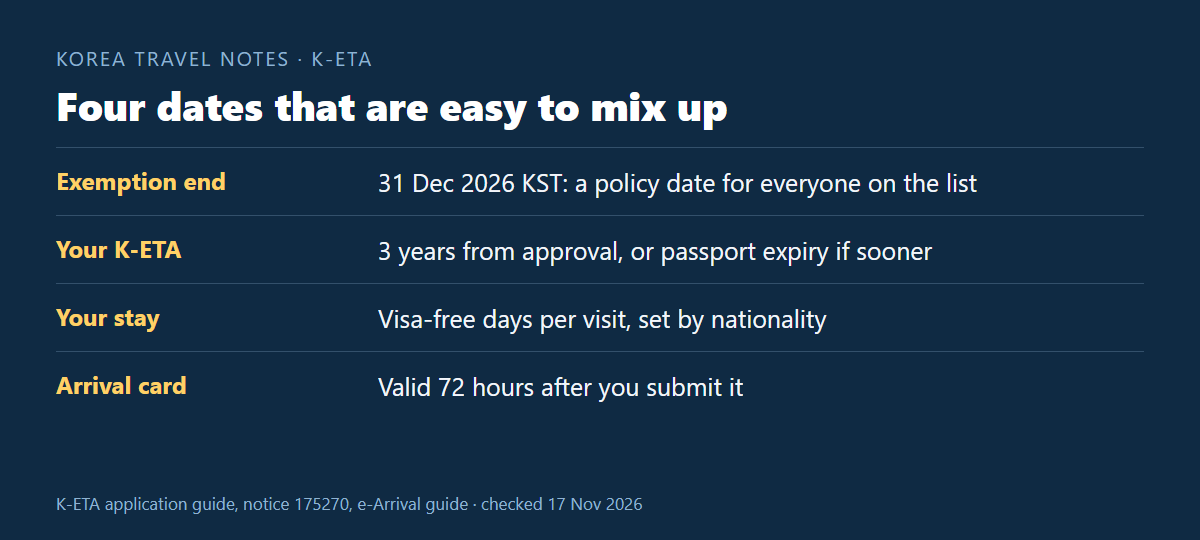 KOREA TRAVEL NOTES · K-ETA
Four dates that are easy to mix up
Exemption end 31 Dec 2026 KST: a policy date for everyone on the list
Your K-ETA 3 years from approval, or passport expiry if sooner
Your stay Visa-free days per visit, set by nationality
Arrival card Valid 72 hours after you submit it
K-ETA application guide, notice 175270, e-Arrival guide · checked 17 Nov 2026